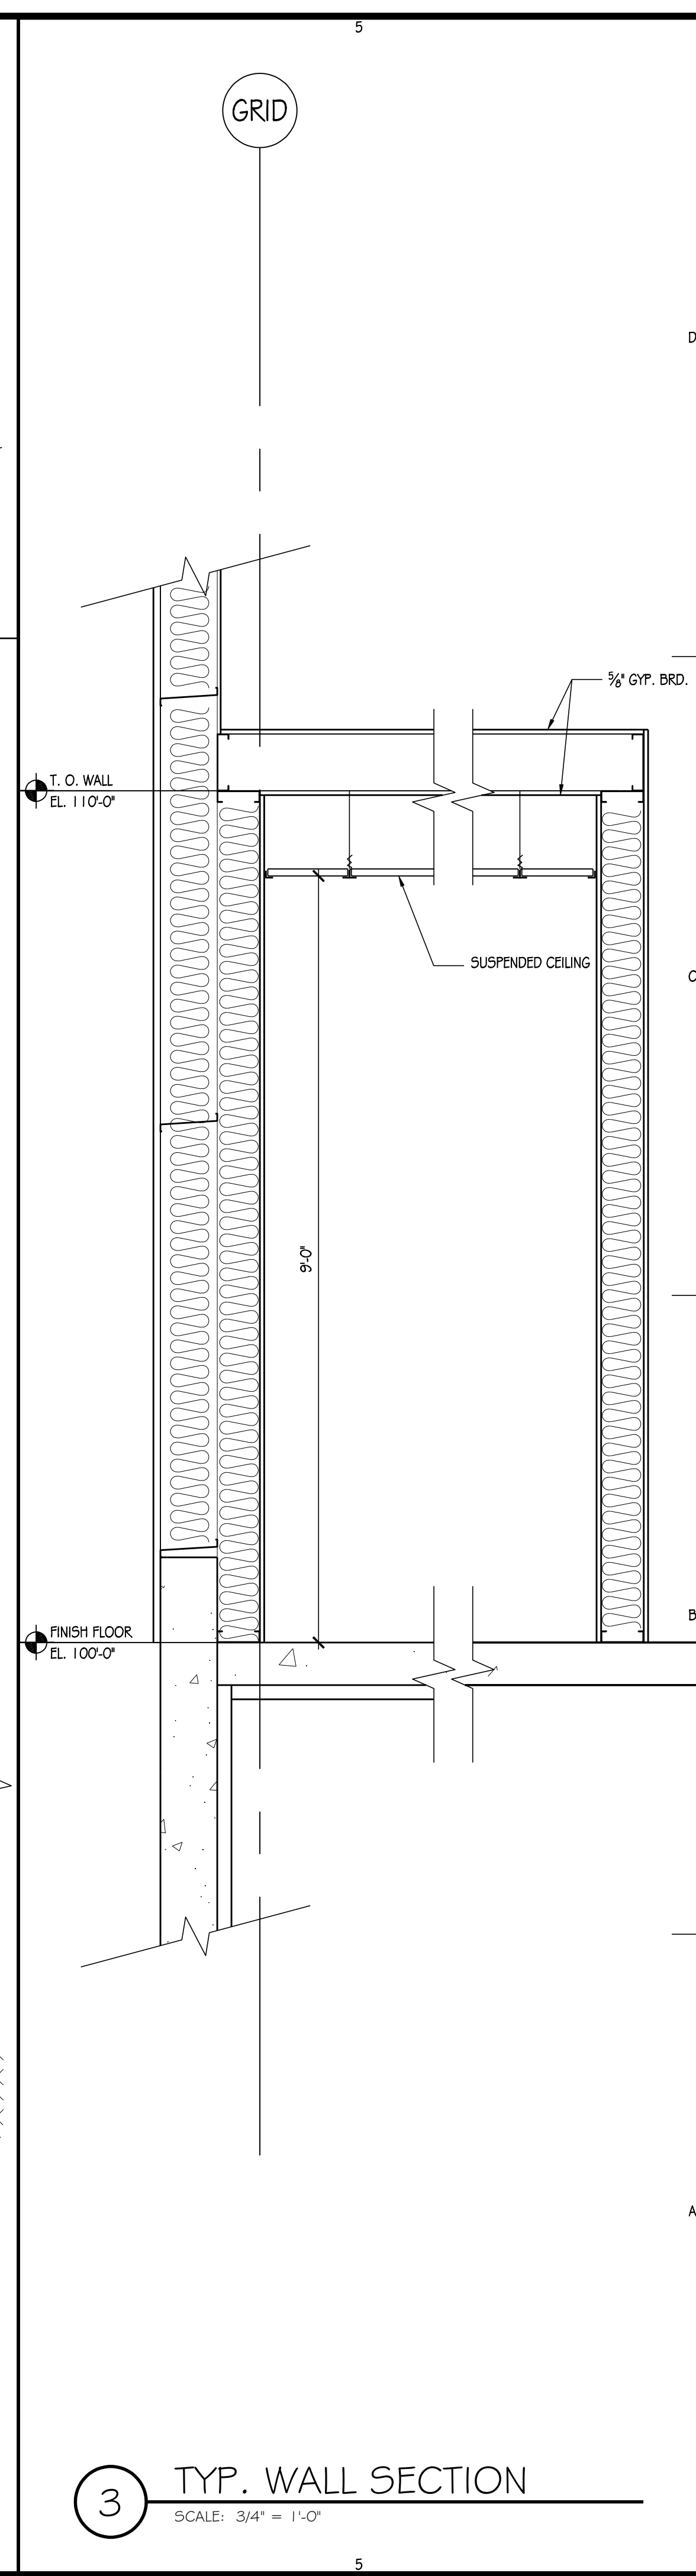 5
GRID
D
⅝" GYP. BRD.
T. O. WALL
EL. 110'-0"
SUSPENDED CEILING
C
9'-0"
B
FINISH FLOOR
EL. 100'-0"
A
3
TYP. WALL SECTION
SCALE: 3/4" = 1'-0"
5